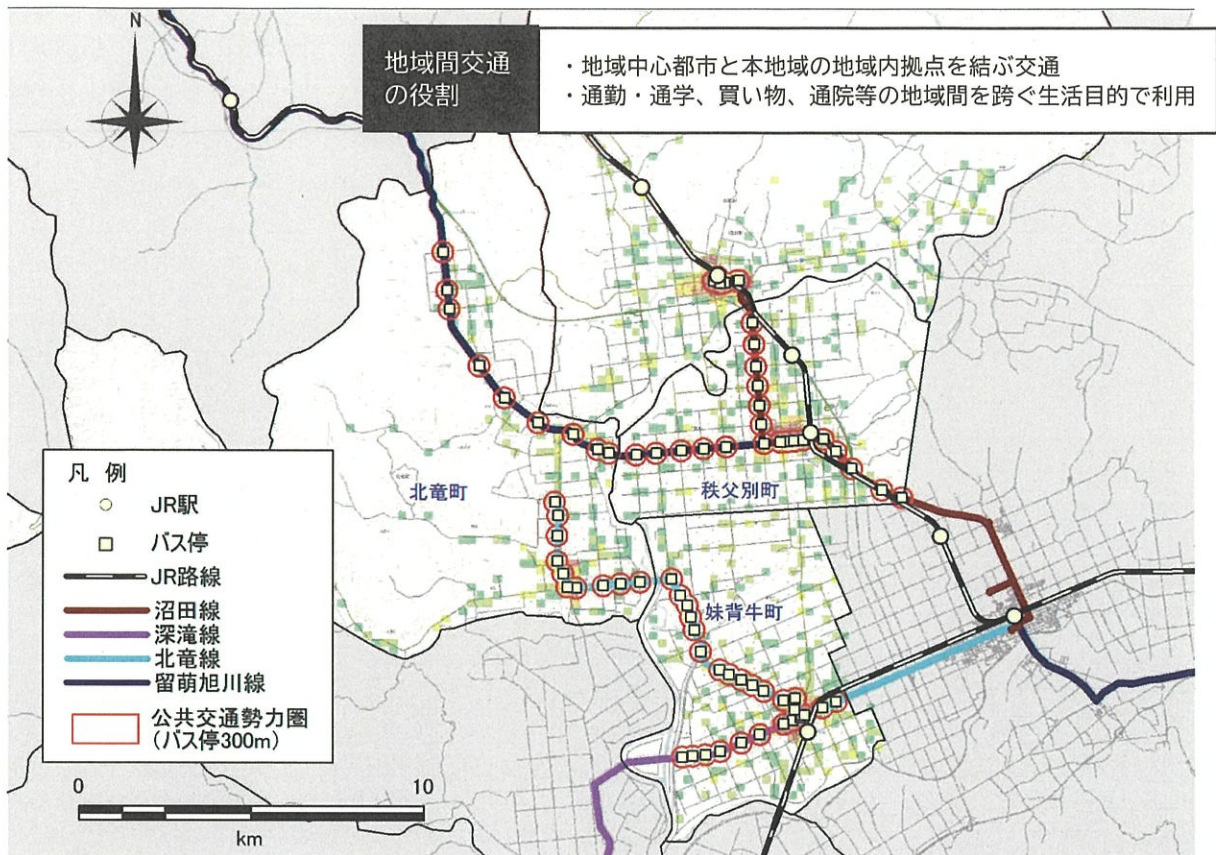 N
地域間交通
の役割
・地域中心都市と本地域の地域内拠点を結ぶ交通
・通勤・通学、買い物、通院等の地域間を跨ぐ生活目的で利用
北竜町
秩父別町
妹背牛町
凡 例
JR駅
バス停
JR路線
沼田線
深滝線
北竜線
留萌旭川線
公共交通勢力圏
(バス停300m)
0
10
km